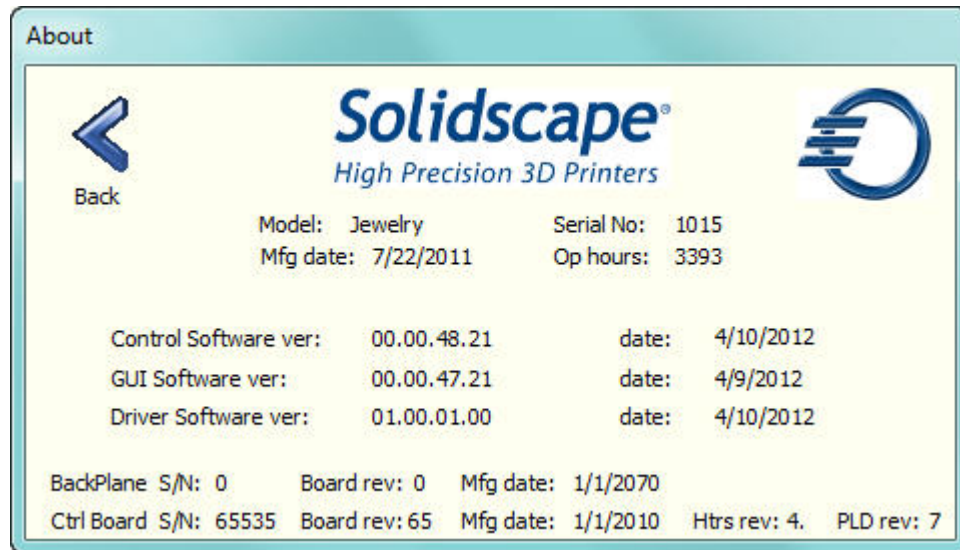 About
Solidscape®
High Precision 3D Printers
Back
Model: Jewelry Serial No: 1015
Mfg date: 7/22/2011 Op hours: 3393
Control Software ver: 00.00.48.21 date: 4/10/2012
GUI Software ver: 00.00.47.21 date: 4/9/2012
Driver Software ver: 01.00.01.00 date: 4/10/2012
BackPlane S/N: 0 Board rev: 0 Mfg date: 1/1/2070
Ctrl Board S/N: 65535 Board rev: 65 Mfg date: 1/1/2010 Htrs rev: 4. PLD rev: 7